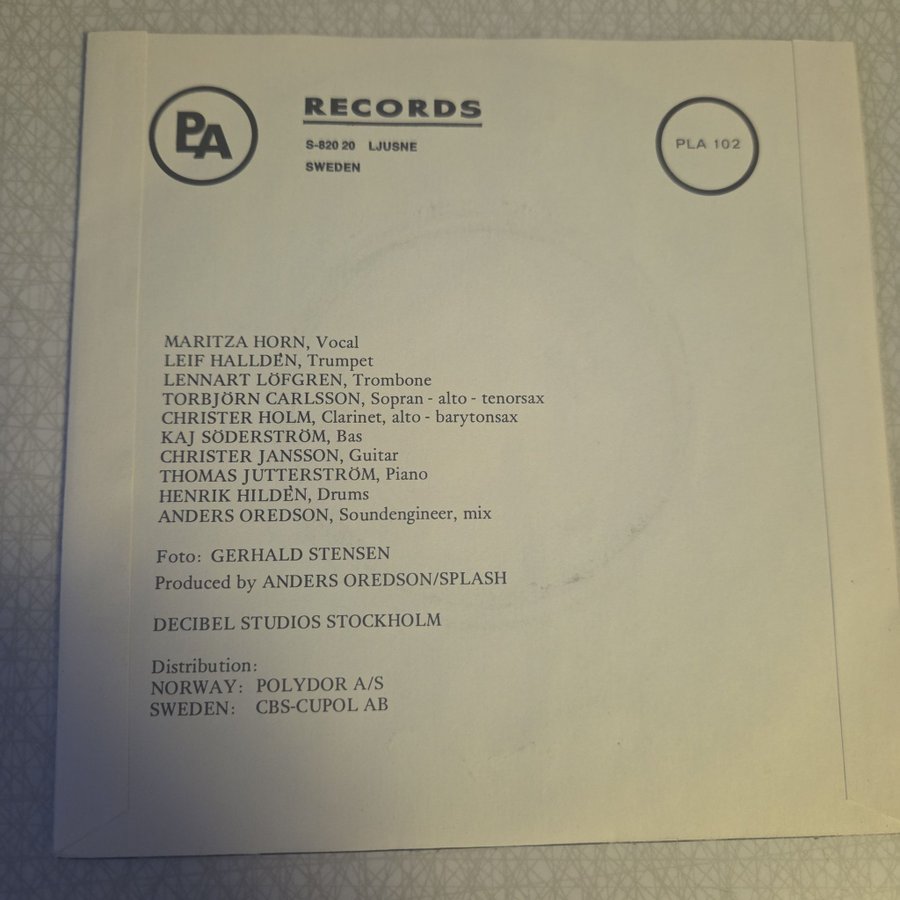 PLA
RECORDS
S-820 20 LJUSNE
SWEDEN
PLA 102
MARITZA HORN, Vocal
LEIF HALLDÉN, Trumpet
LENNART LÖFGREN, Trombone
TORBJÖRN CARLSSON, Sopran - alto - tenorsax
CHRISTER HOLM, Clarinet, alto - barytonsax
KAJ SÖDERSTRÖM, Bas
CHRISTER JANSSON, Guitar
THOMAS JUTTERSTRÖM, Piano
HENRIK HILDÉN, Drums
ANDERS OREDSON, Soundengineer, mix
Foto: GERHALD STENSEN
Produced by ANDERS OREDSON/SPLASH
DECIBEL STUDIOS STOCKHOLM
Distribution:
NORWAY: POLYDOR A/S
SWEDEN: CBS-CUPOL AB